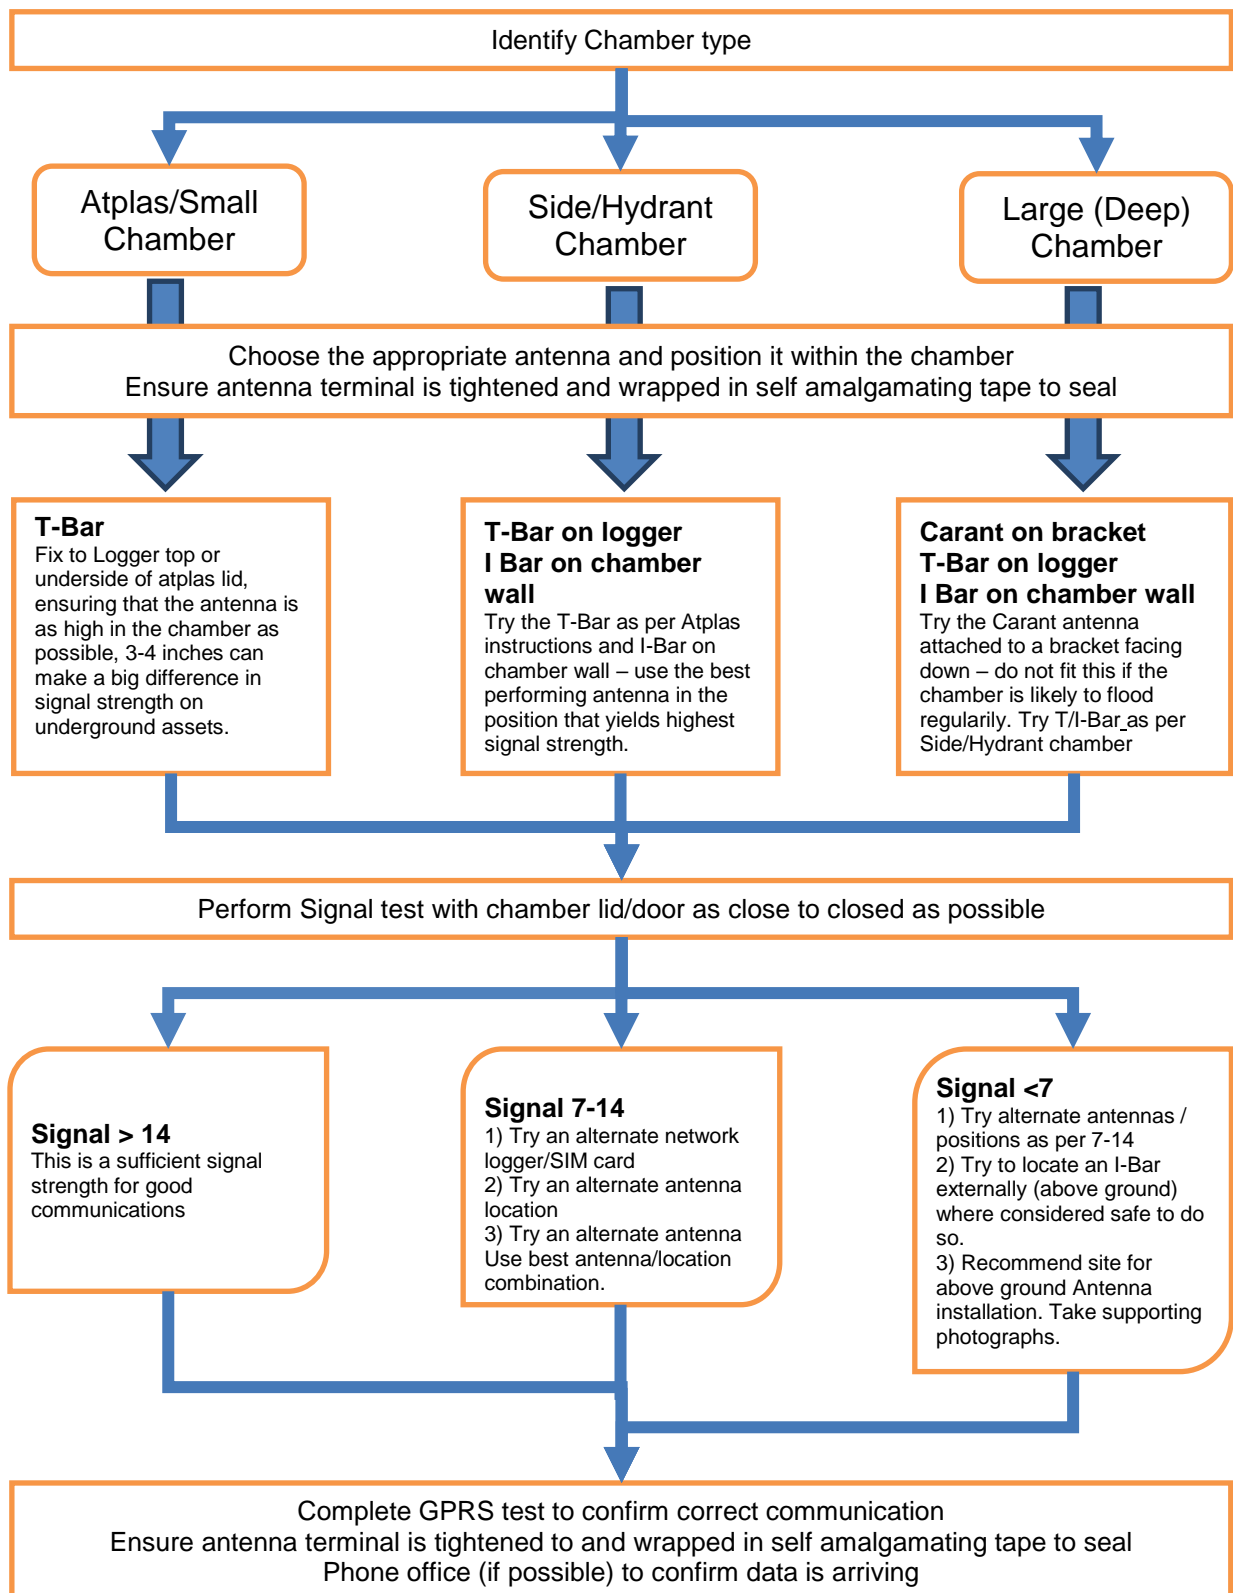 Identify Chamber type
Atplas/Small
Chamber
Side/Hydrant
Chamber
Large (Deep)
Chamber
Choose the appropriate antenna and position it within the chamber
Ensure antenna terminal is tightened and wrapped in self amalgamating tape to seal
T-Bar
Fix to Logger top or
underside of atplas lid,
ensuring that the antenna is
as high in the chamber as
possible, 3-4 inches can
make a big difference in
signal strength on
underground assets.
T-Bar on logger
I Bar on chamber
wall
Try the T-Bar as per Atplas
instructions and I-Bar on
chamber wall – use the best
performing antenna in the
position that yields highest
signal strength.
Carant on bracket
T-Bar on logger
I Bar on chamber wall
Try the Carant antenna
attached to a bracket facing
down – do not fit this if the
chamber is likely to flood
regularily. Try T/I-Bar as per
Side/Hydrant chamber
Perform Signal test with chamber lid/door as close to closed as possible
Signal > 14
This is a sufficient signal
strength for good
communications
Signal 7-14
1) Try an alternate network
logger/SIM card
2) Try an alternate antenna
location
3) Try an alternate antenna
Use best antenna/location
combination.
Signal <7
1) Try alternate antennas /
positions as per 7-14
2) Try to locate an I-Bar
externally (above ground)
where considered safe to do
so.
3) Recommend site for
above ground Antenna
installation. Take supporting
photographs.
Complete GPRS test to confirm correct communication
Ensure antenna terminal is tightened to and wrapped in self amalgamating tape to seal
Phone office (if possible) to confirm data is arriving